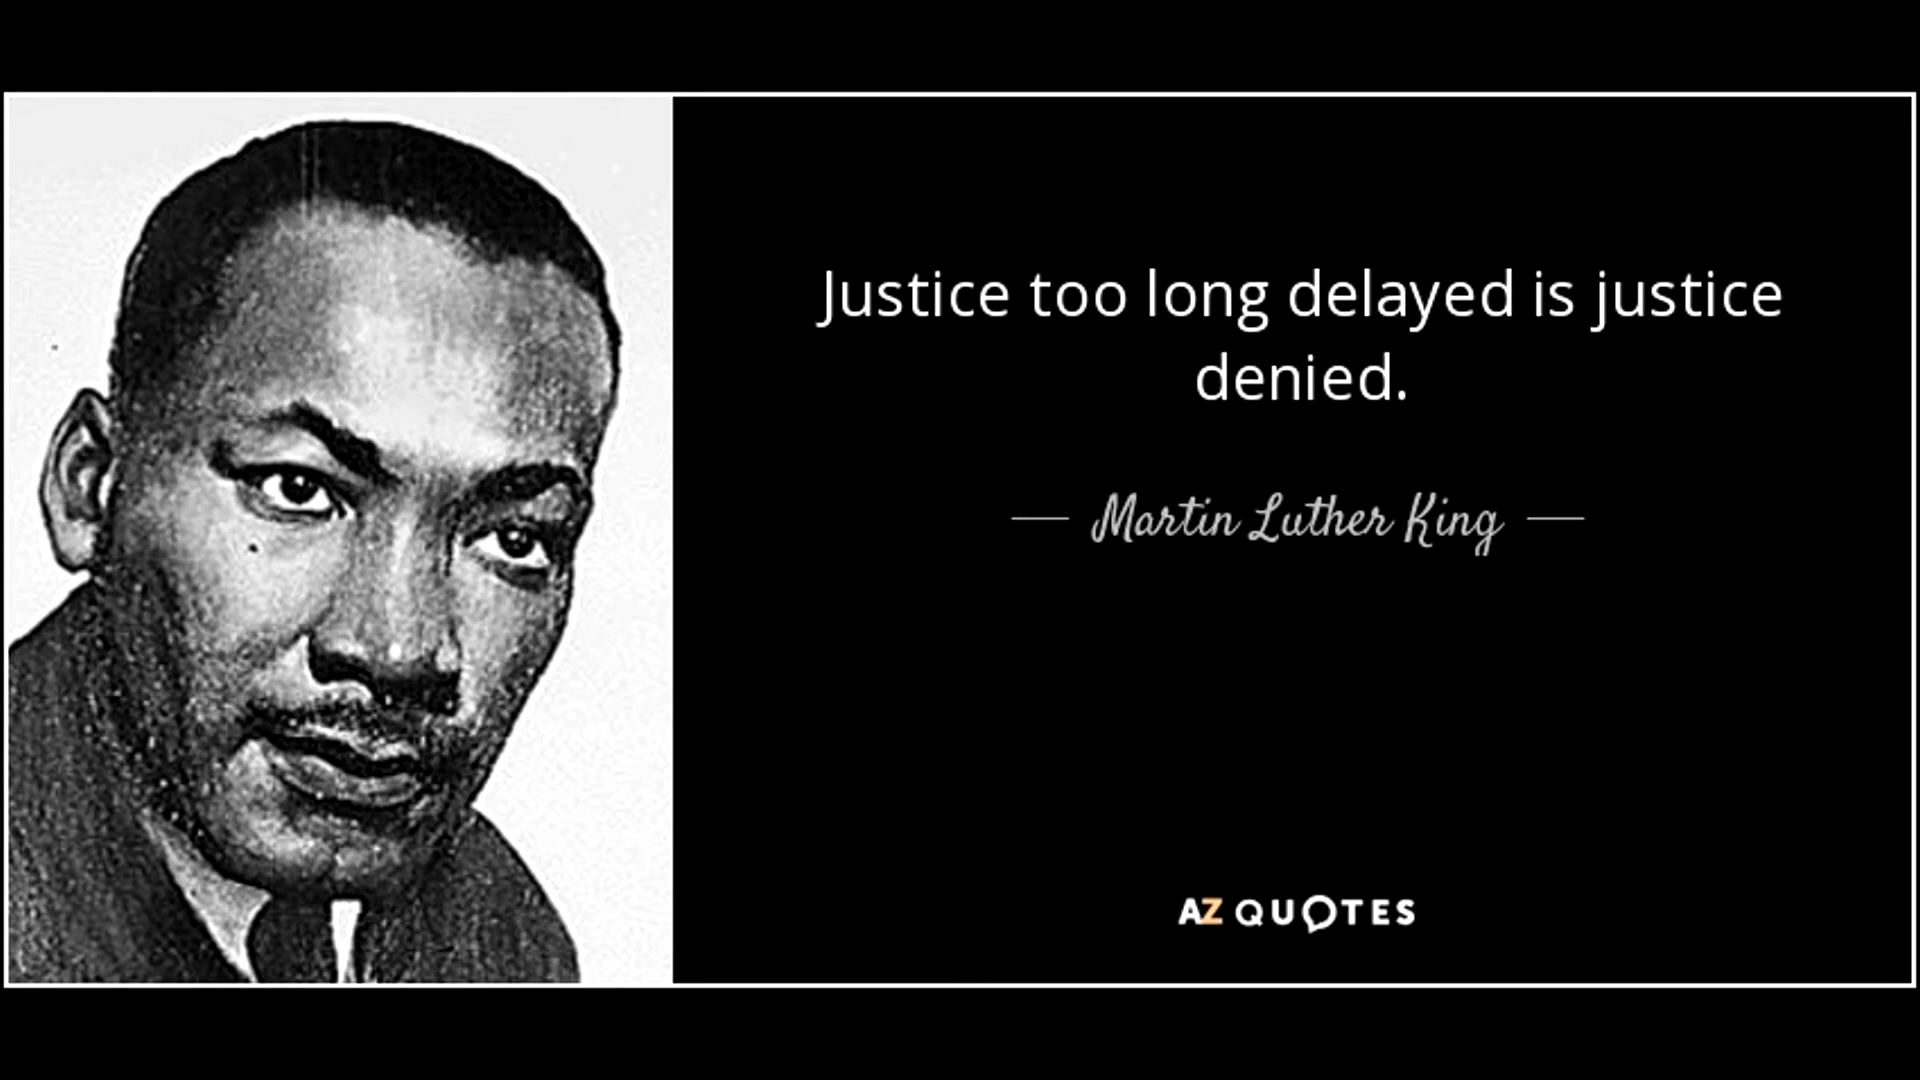 Justice too long delayed is justice
denied.
— Martin Luther King —
AZ QUOTES